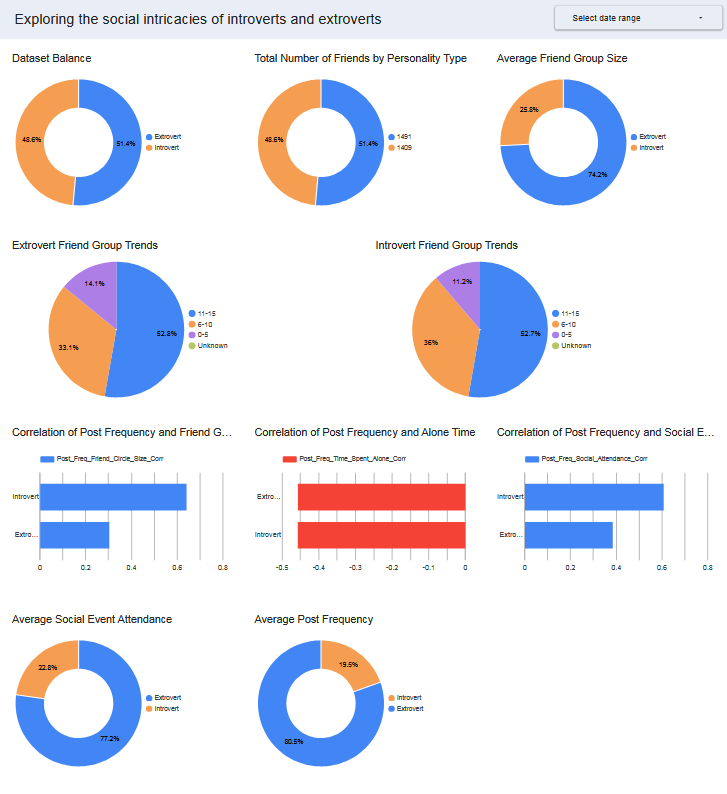 Exploring the social intricacies of introverts and extroverts
Select date range
Dataset Balance
48.6%
51.4%
Extrovert
Introvert
Total Number of Friends by Personality Type
48.6%
51.4%
1491
1409
Average Friend Group Size
25.8%
74.2%
Extrovert
Introvert
Extrovert Friend Group Trends
14.1%
33.1%
52.8%
11-15
6-10
0-5
Unknown
Introvert Friend Group Trends
11.2%
36%
52.7%
11-15
6-10
0-5
Unknown
Correlation of Post Frequency and Friend G...
Post_Freq_Friend_Circle_Size_Corr
Introvert
Extro...
0 0.2 0.4 0.6 0.8
Correlation of Post Frequency and Alone Time
Post_Freq_Time_Spent_Alone_Corr
Extro...
Introvert
-0.5 -0.4 -0.3 -0.2 -0.1 0
Correlation of Post Frequency and Social E...
Post_Freq_Social_Attendance_Corr
Introvert
Extro...
0 0.2 0.4 0.6 0.8
Average Social Event Attendance
22.8%
77.2%
Extrovert
Introvert
Average Post Frequency
19.5%
80.5%
Introvert
Extrovert